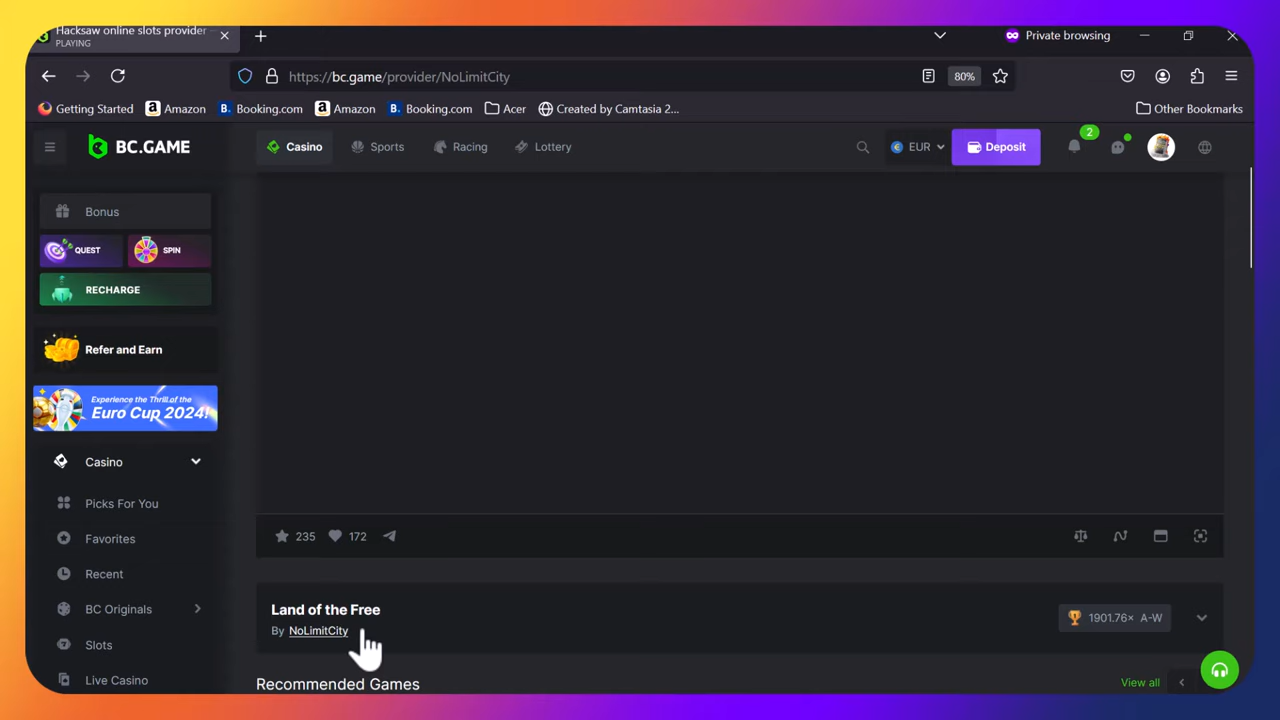 Hacksaw online slots provider
PLAYING
Private browsing
https://bc.game/provider/NoLimitCity
80%
Getting Started
Amazon
Booking.com
Amazon
Booking.com
Acer
Created by Camtasia 2...
Other Bookmarks
BC.GAME
Casino
Sports
Racing
Lottery
EUR
Deposit
2
Bonus
QUEST
SPIN
RECHARGE
Refer and Earn
Experience the Thrill of the
Euro Cup 2024!
Casino
Picks For You
Favorites
Recent
BC Originals
Slots
Live Casino
235
172
Land of the Free
By NoLimitCity
1901.76× A-W
Recommended Games
View all